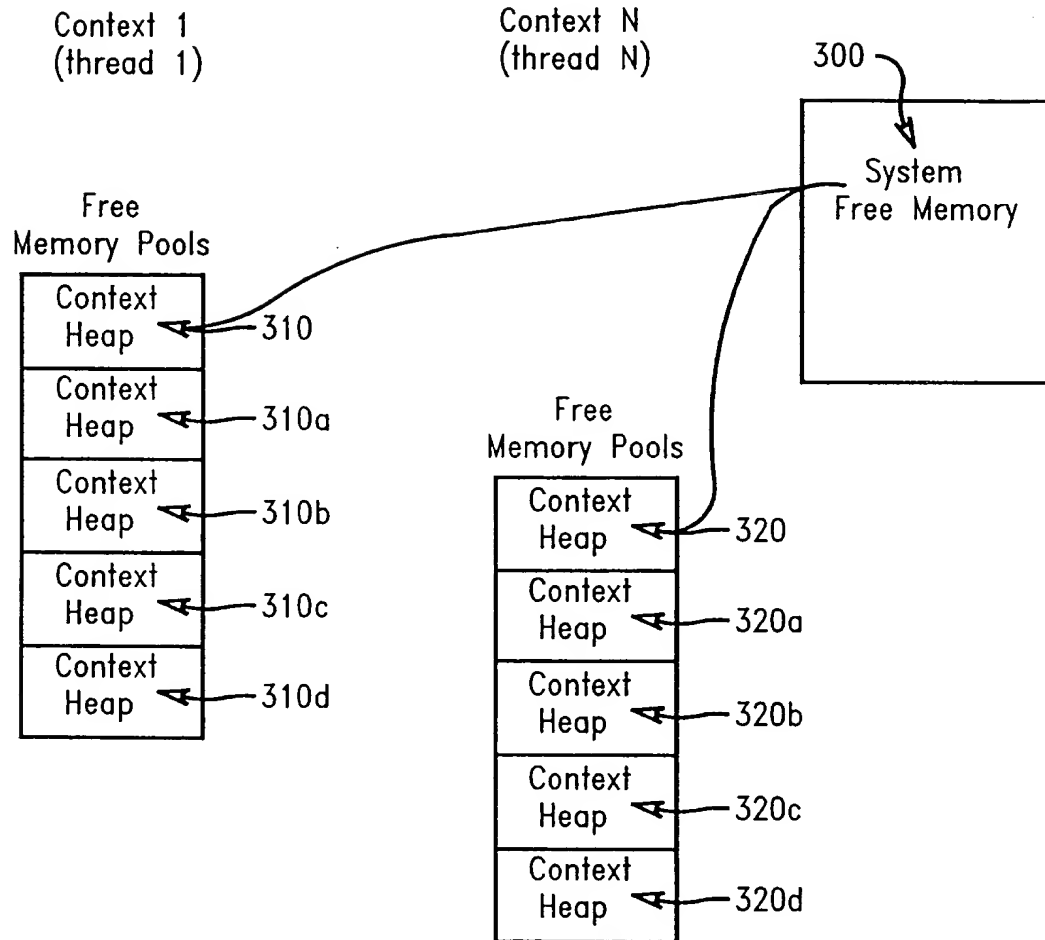 Context 1
(thread 1)
Context N
(thread N)
300
System
Free Memory
Free
Memory Pools
Context
Heap
310
Context
Heap
310a
Context
Heap
310b
Context
Heap
310c
Context
Heap
310d
Free
Memory Pools
Context
Heap
320
Context
Heap
320a
Context
Heap
320b
Context
Heap
320c
Context
Heap
320d